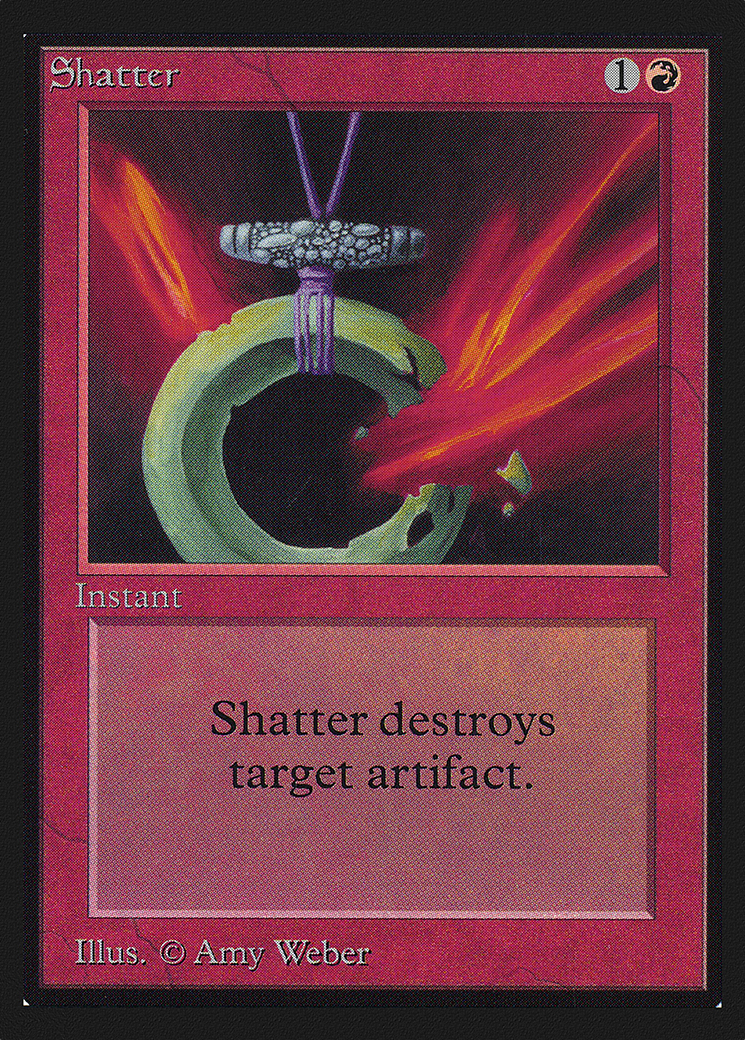 Shatter 1
Instant
Shatter destroys
target artifact.
Illus. © Amy Weber